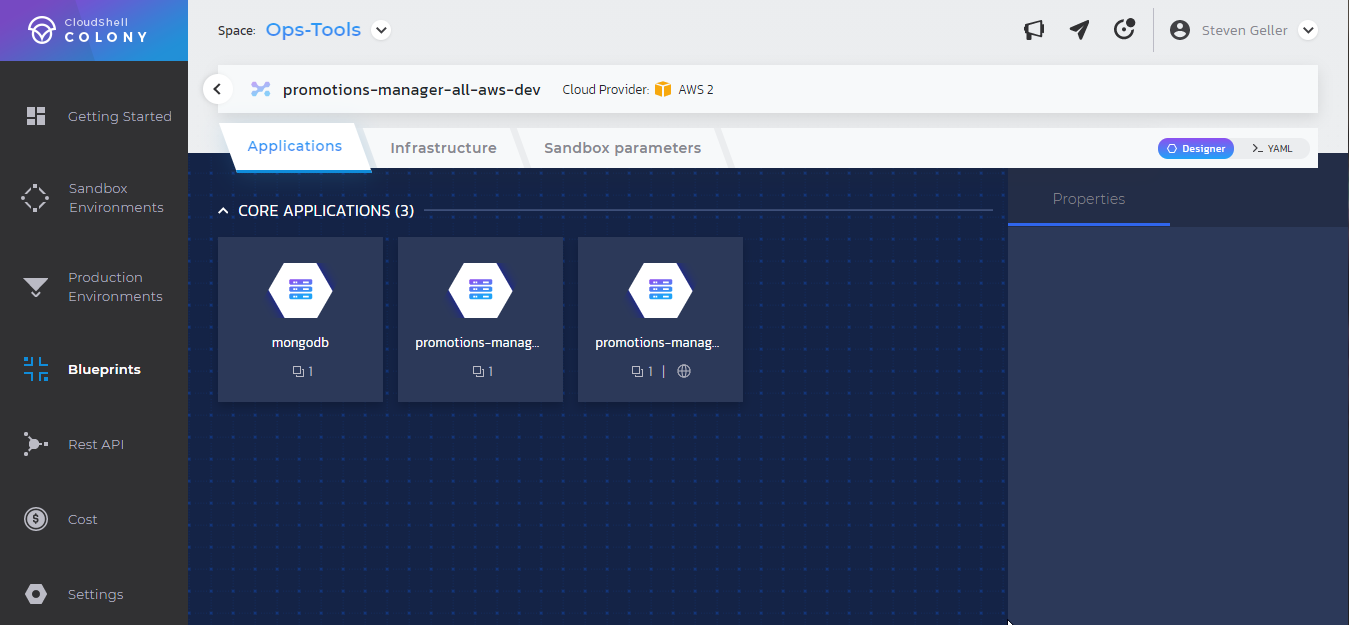 CloudShell
COLONY
Space: Ops-Tools
Steven Geller
promotions-manager-all-aws-dev
Cloud Provider: AWS 2
Applications
Infrastructure
Sandbox parameters
Designer
YAML
Getting Started
Sandbox
Environments
Production
Environments
Blueprints
Rest API
Cost
Settings
CORE APPLICATIONS (3)
mongodb
1
promotions-manag...
1
promotions-manag...
1
Properties